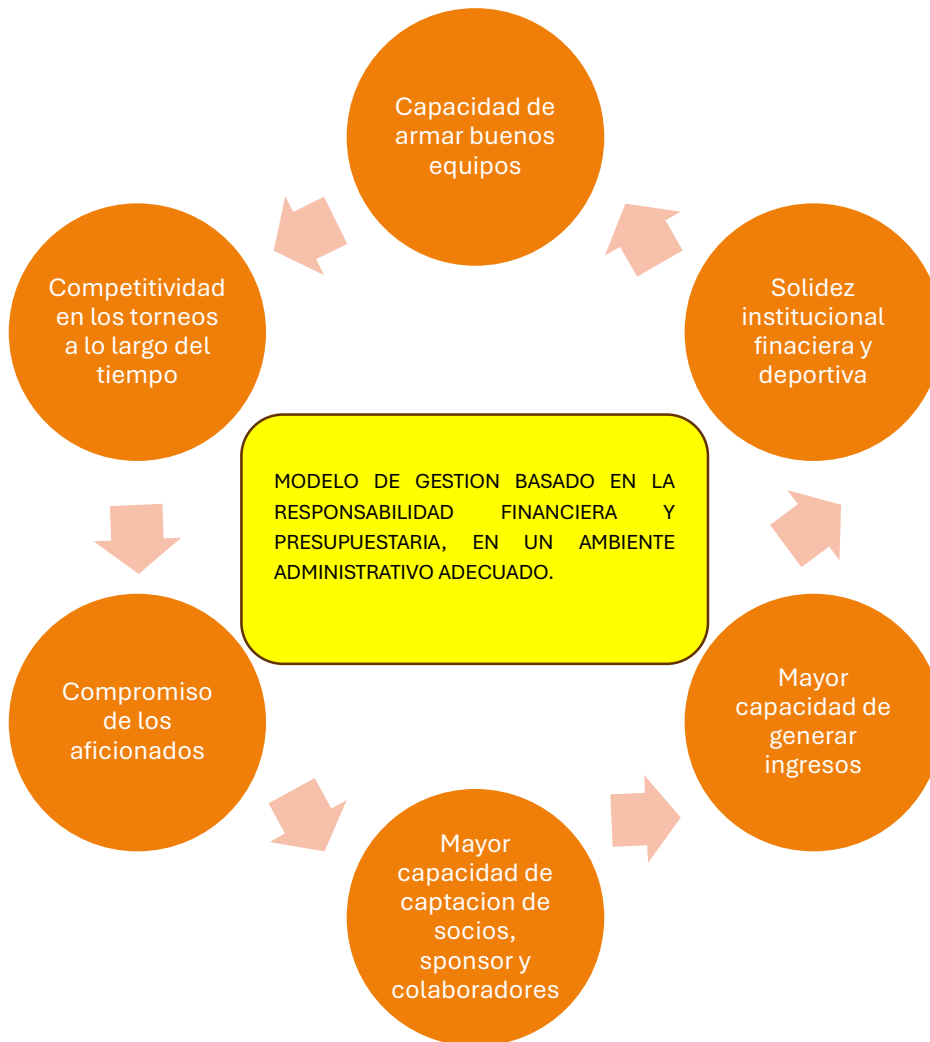 Capacidad de
armar buenos
equipos
Competitividad
en los torneos
a lo largo del
tiempo
Solidez
institucional
finaciera y
deportiva
MODELO DE GESTION BASADO EN LA
RESPONSABILIDAD FINANCIERA Y
PRESUPUESTARIA, EN UN AMBIENTE
ADMINISTRATIVO ADECUADO.
Compromiso
de los
aficionados
Mayor
capacidad de
generar
ingresos
Mayor
capacidad de
captacion de
socios,
sponsor y
colaboradores